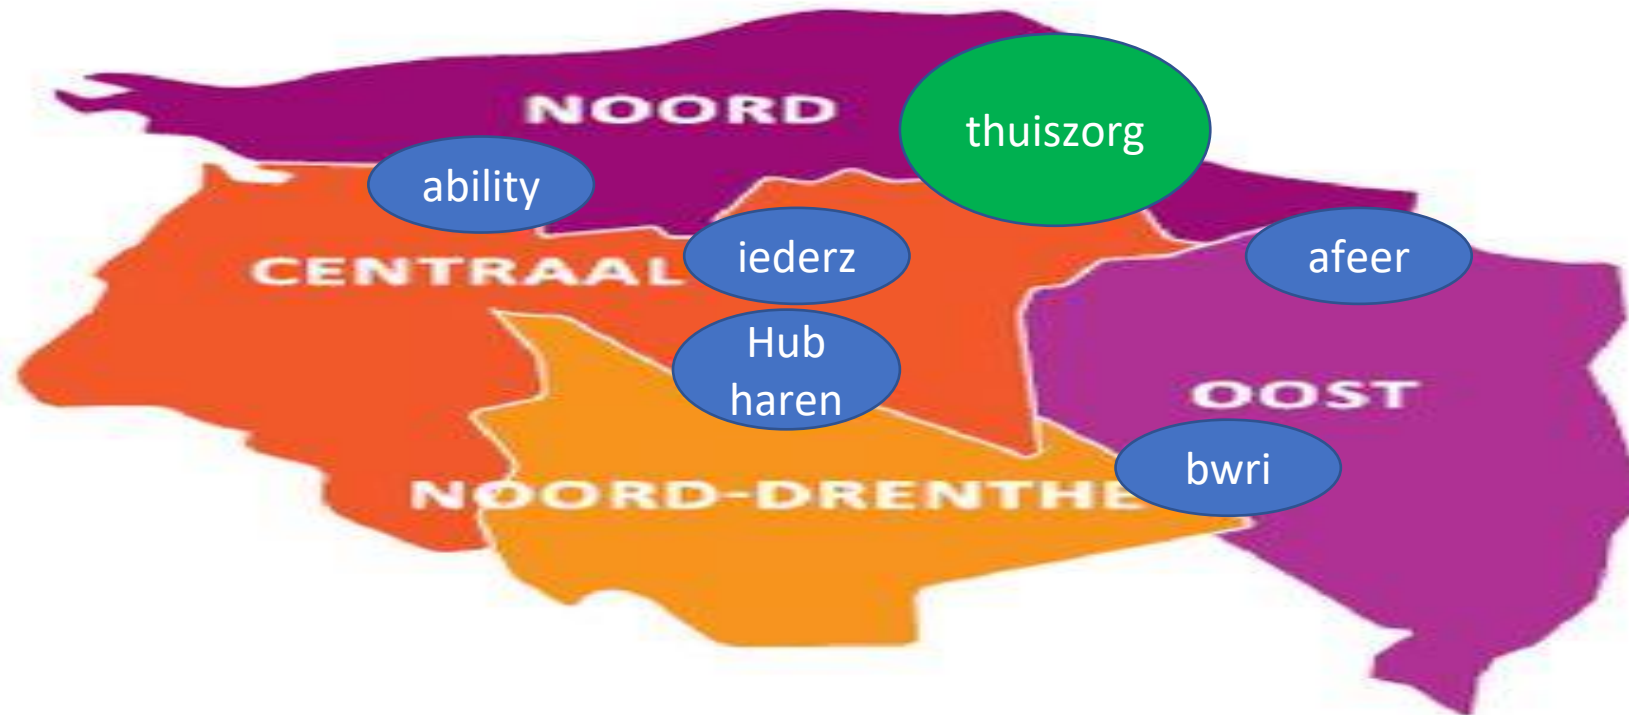 NOORD
thuiszorg
ability
iederz
afeer
CENTRAAL
Hub
haren
OOST
bwri
NOORD-DRENTHE